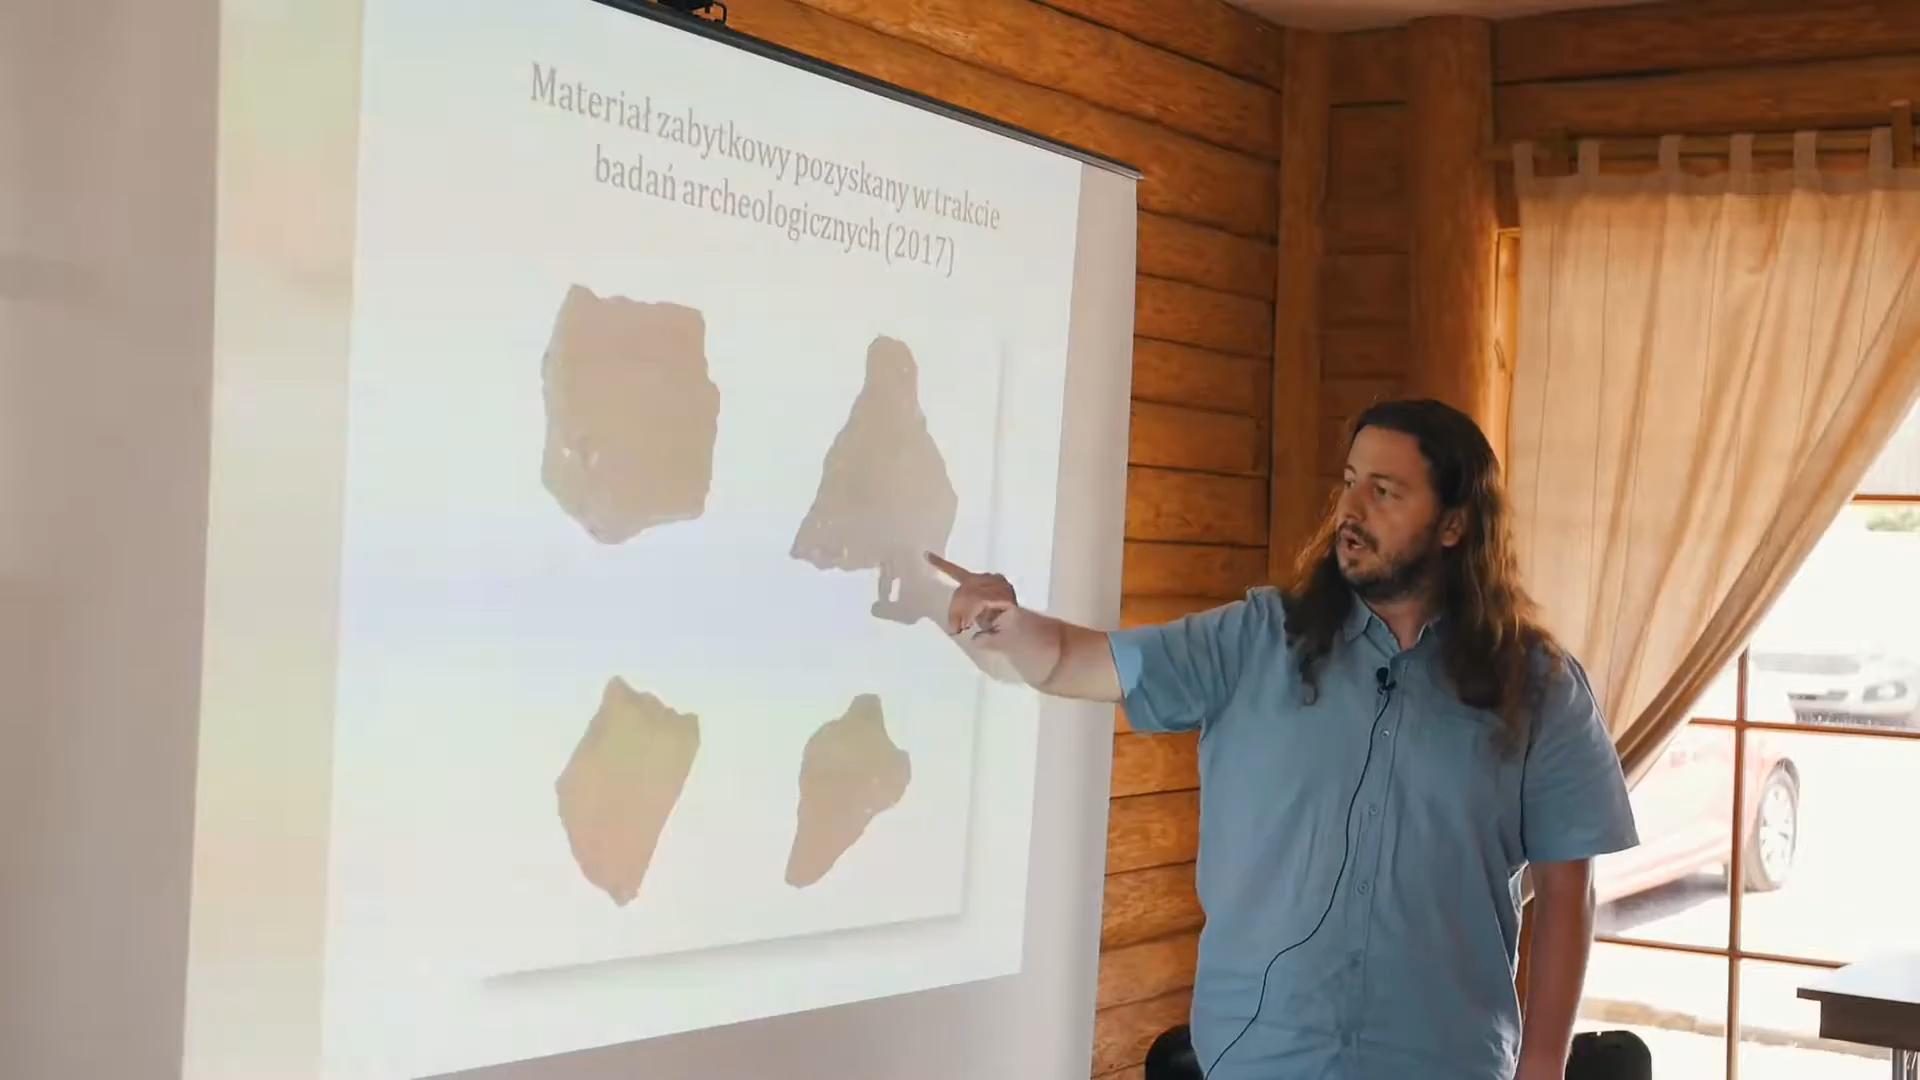 Materiał zabytkowy pozyskany w trakcie
badań archeologicznych (2017)